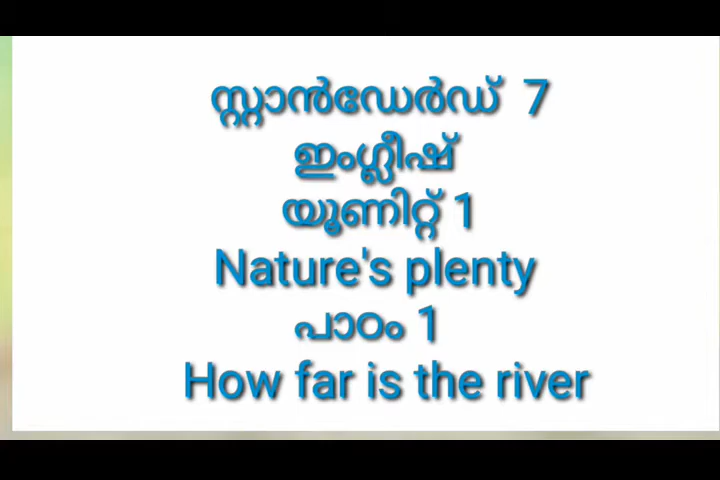 സ്റ്റാൻഡേർഡ് 7
ഇംഗ്ലീഷ്
യൂണിറ്റ് 1
Nature's plenty
പാഠം 1
How far is the river